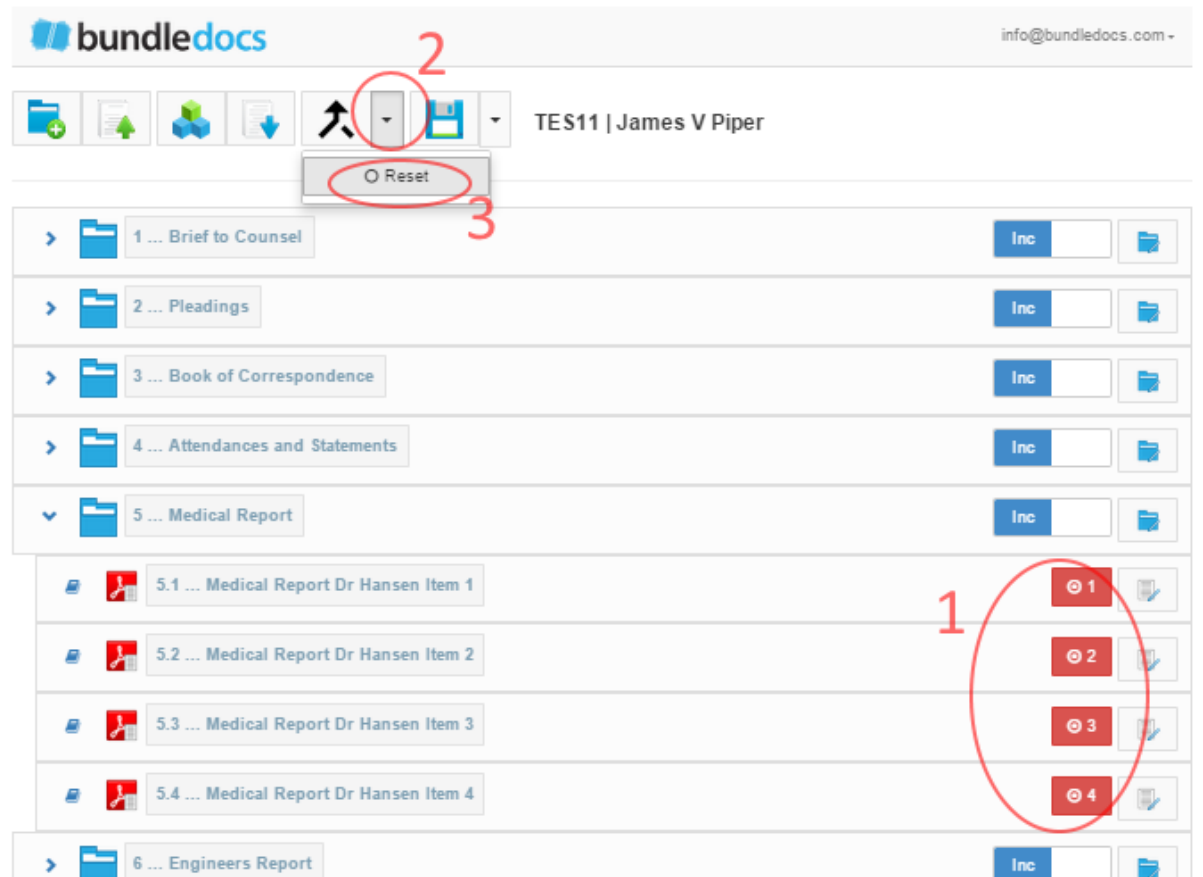 bundledocs
info@bundledocs.com
2
TES11 | James V Piper
Reset
3
1 ... Brief to Counsel Inc
2 ... Pleadings Inc
3 ... Book of Correspondence Inc
4 ... Attendances and Statements Inc
5 ... Medical Report Inc
5.1 ... Medical Report Dr Hansen Item 1 1
1
5.2 ... Medical Report Dr Hansen Item 2 2
5.3 ... Medical Report Dr Hansen Item 3 3
5.4 ... Medical Report Dr Hansen Item 4 4
6 ... Engineers Report Inc